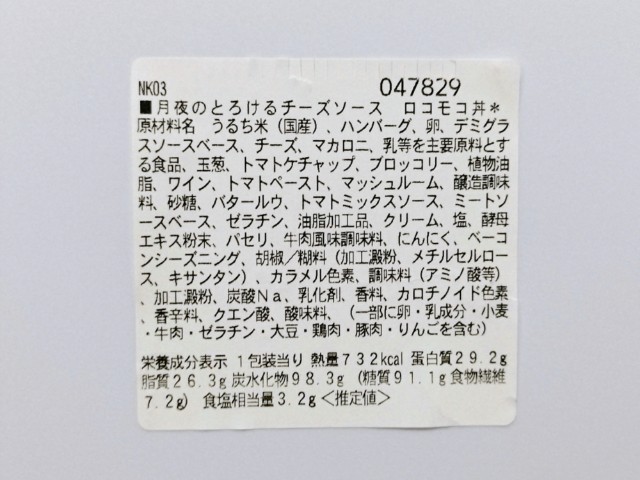 NK03
047829
■月夜のとろけるチーズソース ロコモコ丼*
原材料名 うるち米(国産)、ハンバーグ、卵、デミグラ
スソースベース、チーズ、マカロニ、乳等を主要原料とす
る食品、玉葱、トマトケチャップ、ブロッコリー、植物油
脂、ワイン、トマトペースト、マッシュルーム、醸造調味
料、砂糖、バタールウ、トマトミックスソース、ミートソ
ースベース、ゼラチン、油脂加工品、クリーム、塩、酵母
エキス粉末、パセリ、牛肉風味調味料、にんにく、ベーコ
ンシーズニング、胡椒/糊料(加工澱粉、メチルセルロー
ス、キサンタン)、カラメル色素、調味料(アミノ酸等)
、加工澱粉、炭酸Na、乳化剤、香料、カロチノイド色素
、香辛料、クエン酸、酸味料、(一部に卵・乳成分・小麦
・牛肉・ゼラチン・大豆・鶏肉・豚肉・りんごを含む)
栄養成分表示 1包装当り 熱量732kcal 蛋白質29.2g
脂質26.3g 炭水化物98.3g (糖質91.1g 食物繊維
7.2g) 食塩相当量3.2g<推定値>